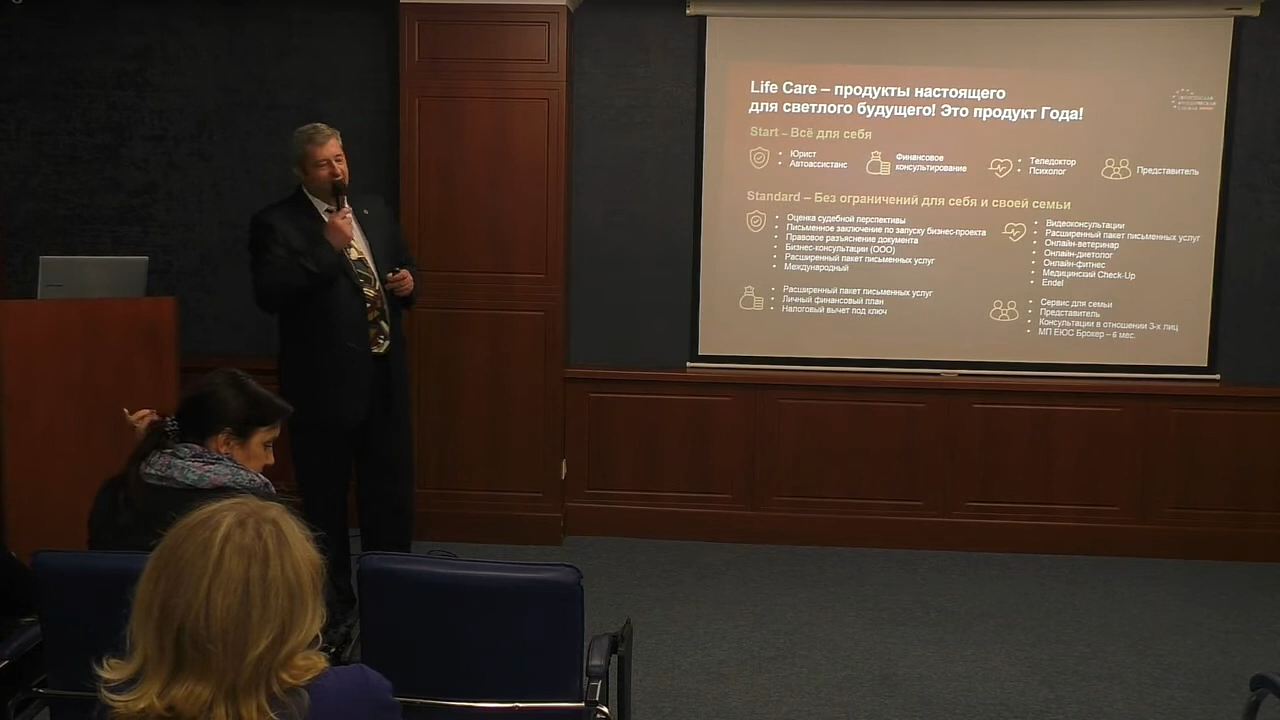 Life Care – продукты настоящего
для светлого будущего! Это продукт Года!
Start – Всё для себя
• Юрист
• Автоассистанс
Финансовое
консультирование
• Теледоктор
• Психолог
Представитель
Standard – Без ограничений для себя и своей семьи
• Оценка судебной перспективы
• Письменное заключение по запуску бизнес-проекта
• Правовое разъяснение документа
• Бизнес-консультации (ООО)
• Расширенный пакет письменных услуг
• Международный
• Видеоконсультации
• Расширенный пакет письменных услуг
• Онлайн-ветеринар
• Онлайн-диетолог
• Онлайн-фитнес
• Медицинский Check-Up
• Endel
• Расширенный пакет письменных услуг
• Личный финансовый план
• Налоговый вычет под ключ
• Сервис для семьи
• Представитель
• Консультации в отношении 3-х лиц
• МП ЕЮС Брокер – 6 мес.